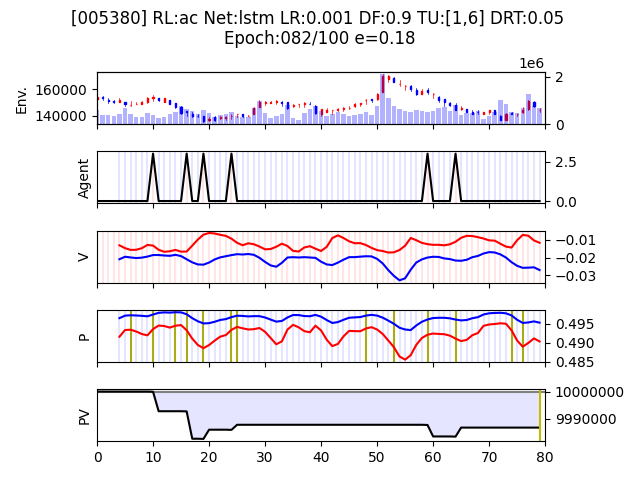 [005380] RL:ac Net:lstm LR:0.001 DF:0.9 TU:[1,6] DRT:0.05
Epoch:082/100 e=0.18
1e6
Env.
160000
140000
2
0
Agent
2.5
0.0
V
−0.01
−0.02
−0.03
P
0.495
0.490
0.485
PV
10000000
9990000
0 10 20 30 40 50 60 70 80